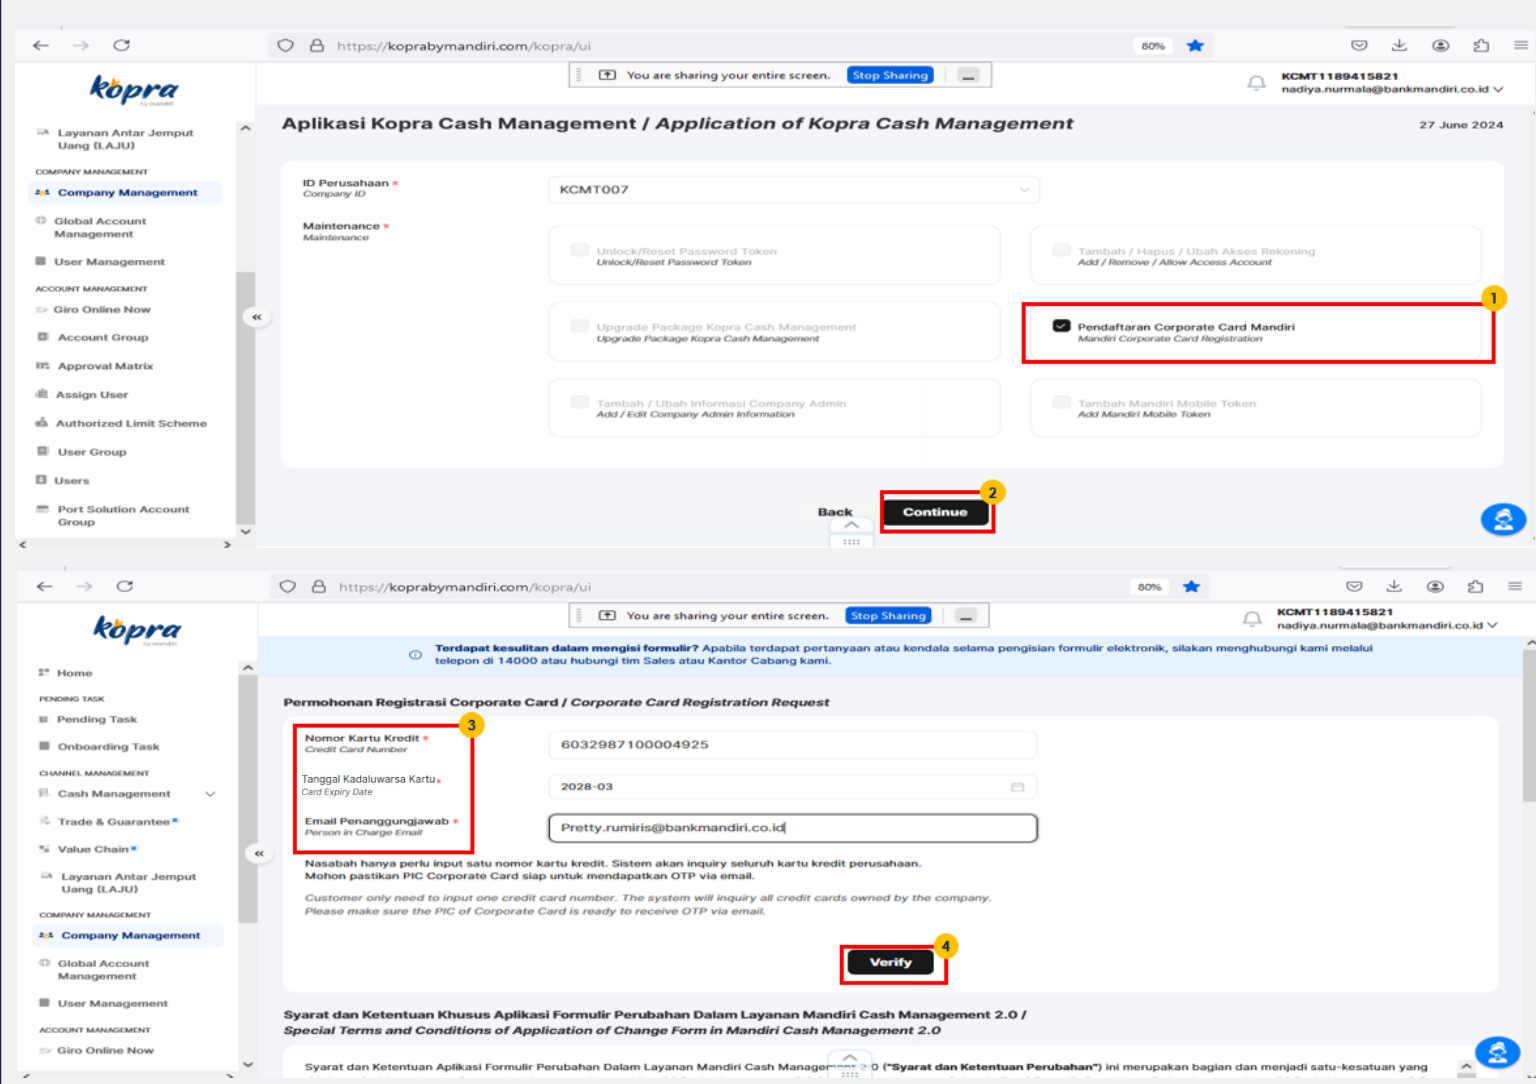 https://koprabymandiri.com/kopra/ui
80%
kopra
by mandiri
You are sharing your entire screen.
Stop Sharing
KCMT1189415821
nadiya.nurmala@bankmandiri.co.id
Layanan Antar Jemput
Uang (LAJU)
COMPANY MANAGEMENT
Company Management
Global Account
Management
User Management
ACCOUNT MANAGEMENT
Giro Online Now
Account Group
Approval Matrix
Assign User
Authorized Limit Scheme
User Group
Users
Port Solution Account
Group
Aplikasi Kopra Cash Management / Application of Kopra Cash Management
27 June 2024
ID Perusahaan *
Company ID
KCMT007
Maintenance *
Maintenance
Unlock/Reset Password Token
Unlock/Reset Password Token
Tambah / Hapus / Ubah Akses Rekening
Add / Remove / Allow Access Account
1
Upgrade Package Kopra Cash Management
Upgrade Package Kopra Cash Management
Pendaftaran Corporate Card Mandiri
Mandiri Corporate Card Registration
Tambah / Ubah Informasi Company Admin
Add / Edit Company Admin Information
Tambah Mandiri Mobile Token
Add Mandiri Mobile Token
2
Back
Continue
https://koprabymandiri.com/kopra/ui
80%
kopra
by mandiri
You are sharing your entire screen.
Stop Sharing
KCMT1189415821
nadiya.nurmala@bankmandiri.co.id
Home
PENDING TASK
Pending Task
Onboarding Task
CHANNEL MANAGEMENT
Cash Management
Trade & Guarantee
Value Chain
Layanan Antar Jemput
Uang (LAJU)
COMPANY MANAGEMENT
Company Management
Global Account
Management
User Management
ACCOUNT MANAGEMENT
Giro Online Now
Terdapat kesulitan dalam mengisi formulir? Apabila terdapat pertanyaan atau kendala selama pengisian formulir elektronik, silakan menghubungi kami melalui
telepon di 14000 atau hubungi tim Sales atau Kantor Cabang kami.
Permohonan Registrasi Corporate Card / Corporate Card Registration Request
3
Nomor Kartu Kredit *
Credit Card Number
6032987100004925
Tanggal Kadaluwarsa Kartu *
Card Expiry Date
2028-03
Email Penanggungjawab *
Person in Charge Email
Pretty.rumiris@bankmandiri.co.id
Nasabah hanya perlu input satu nomor kartu kredit. Sistem akan inquiry seluruh kartu kredit perusahaan.
Mohon pastikan PIC Corporate Card siap untuk mendapatkan OTP via email.
Customer only need to input one credit card number. The system will inquiry all credit cards owned by the company.
Please make sure the PIC of Corporate Card is ready to receive OTP via email.
4
Verify
Syarat dan Ketentuan Khusus Aplikasi Formulir Perubahan Dalam Layanan Mandiri Cash Management 2.0 /
Special Terms and Conditions of Application of Change Form in Mandiri Cash Management 2.0
Syarat dan Ketentuan Aplikasi Formulir Perubahan Dalam Layanan Mandiri Cash Management 2.0 ("Syarat dan Ketentuan Perubahan") ini merupakan bagian dan menjadi satu-kesatuan yang